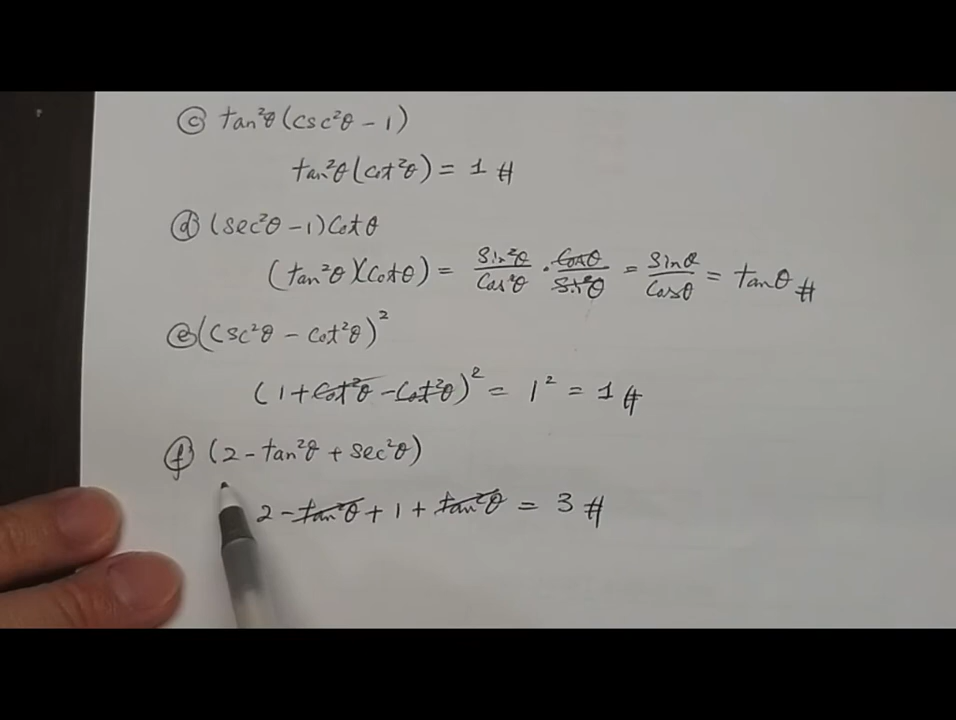 ⓒ tan²θ (csc²θ - 1)
tan²θ (cot²θ) = 1 #
ⓓ (sec²θ - 1) Cotθ
(tan²θ)(Cotθ) = Sin²θ/Cos²θ · Cosθ/Sin²θ = Sinθ/Cosθ = tanθ #
ⓔ (Csc²θ - Cot²θ)²
(1 + Cot²θ - Cot²θ)² = 1² = 1 #
ⓕ (2 - tan²θ + sec²θ)
2 - tan²θ + 1 + tan²θ = 3 #